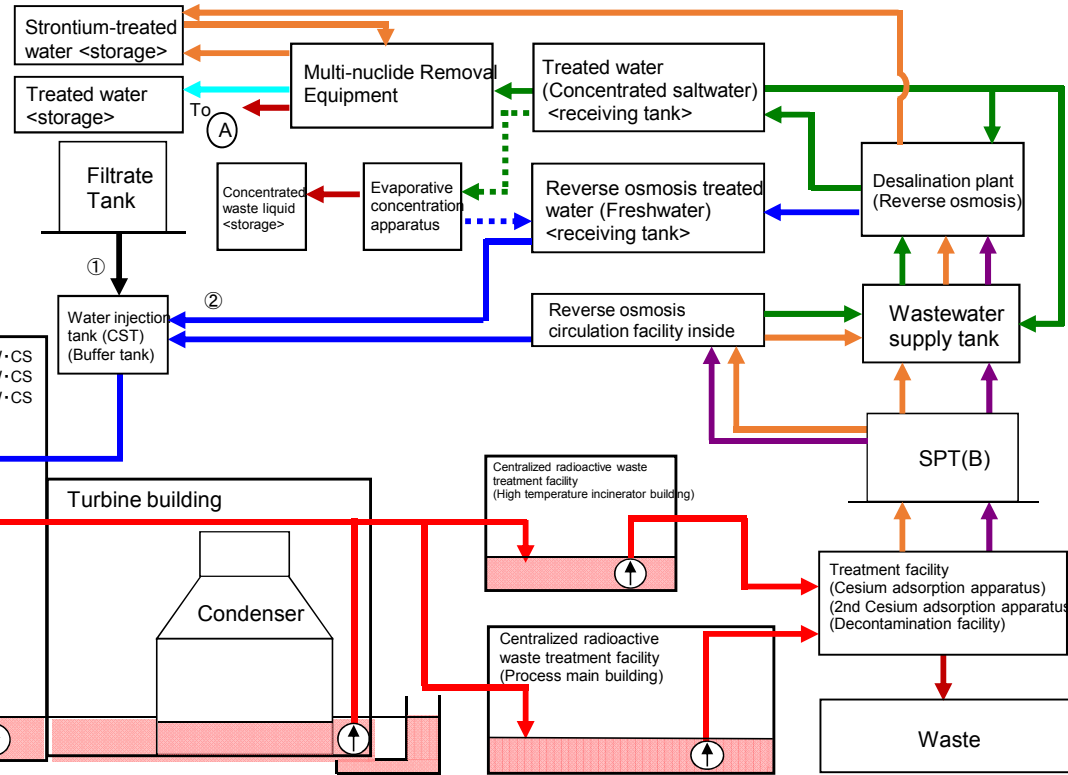 Strontium-treated
water <storage>
Multi-nuclide Removal
Equipment
Treated water
(Concentrated saltwater)
<receiving tank>
Treated water
<storage>
To
A
Filtrate
Tank
Concentrated
waste liquid
<storage>
Evaporative
concentration
apparatus
Reverse osmosis treated
water (Freshwater)
<receiving tank>
Desalination plant
(Reverse osmosis)
①
②
Water injection
tank (CST)
(Buffer tank)
Reverse osmosis
circulation facility inside
Wastewater
supply tank
・CS
・CS
・CS
SPT(B)
Turbine building
Condenser
Centralized radioactive waste
treatment facility
(High temperature incinerator building)
Centralized radioactive
waste treatment facility
(Process main building)
Treatment facility
(Cesium adsorption apparatus)
(2nd Cesium adsorption apparatus
(Decontamination facility)
Waste